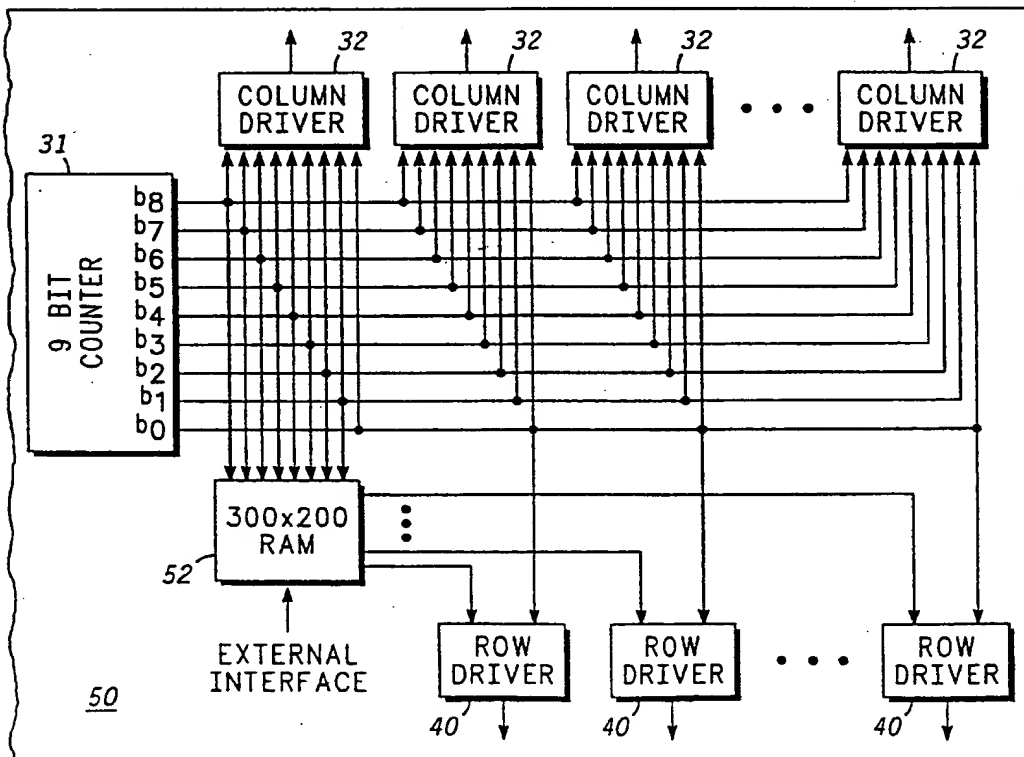 32
32
32
32
COLUMN
DRIVER
COLUMN
DRIVER
COLUMN
DRIVER
COLUMN
DRIVER
31
9 BIT
COUNTER
b8
b7
b6
b5
b4
b3
b2
b1
b0
300x200
RAM
52
EXTERNAL
INTERFACE
ROW
DRIVER
ROW
DRIVER
ROW
DRIVER
50
40
40
40